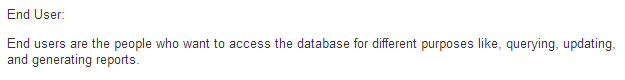 End User:
End users are the people who want to access the database for different purposes like, querying, updating,
and generating reports.